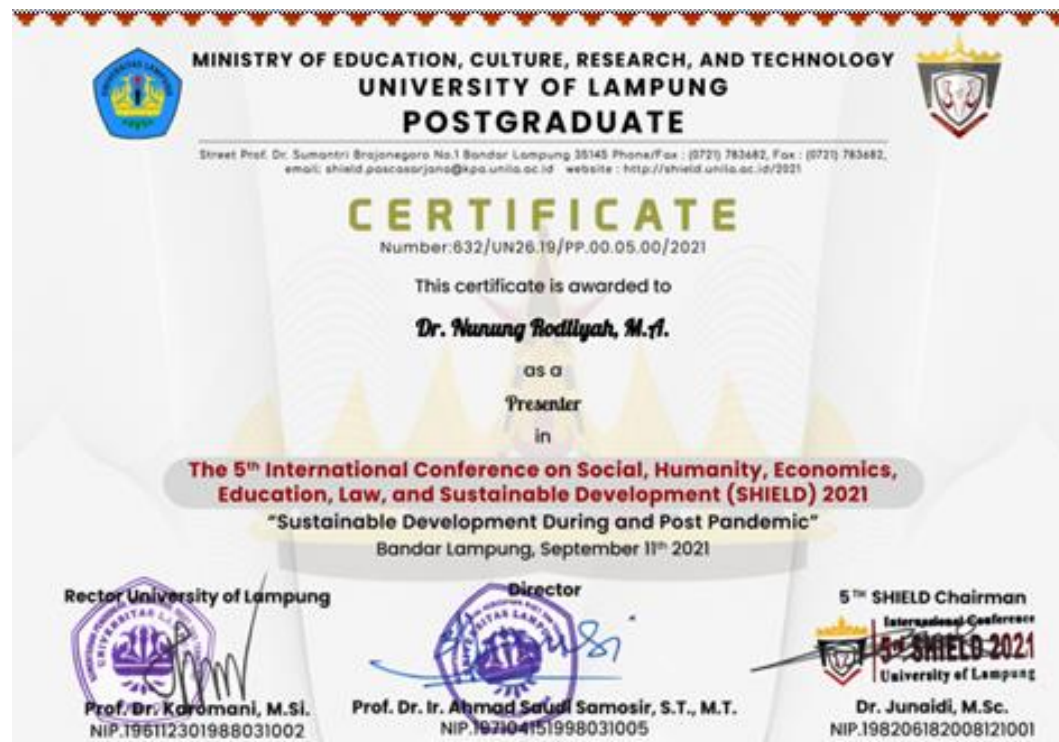 MINISTRY OF EDUCATION, CULTURE, RESEARCH, AND TECHNOLOGY
UNIVERSITY OF LAMPUNG
POSTGRADUATE
Street Prof. Dr. Sumantri Brojonegoro No.1 Bandar Lampung 35145 Phone/Fax : (0721) 783682, Fax : (0721) 783682,
email: shield.pascasarjana@kpa.unila.ac.id website : http://shield.unila.ac.id/2021
CERTIFICATE
Number:632/UN26.19/PP.00.05.00/2021
This certificate is awarded to
Dr. Nunung Rodliyah, M.A.
as a
Presenter
in
The 5th International Conference on Social, Humanity, Economics,
Education, Law, and Sustainable Development (SHIELD) 2021
"Sustainable Development During and Post Pandemic"
Bandar Lampung, September 11th 2021
Rector University of Lampung
Prof. Dr. Karomani, M.Si.
NIP.196112301988031002
Director
Prof. Dr. Ir. Ahmad Saudi Samosir, S.T., M.T.
NIP.197104151998031005
5TH SHIELD Chairman
International Conference
5th SHIELD 2021
University of Lampung
Dr. Junaidi, M.Sc.
NIP.198206182008121001